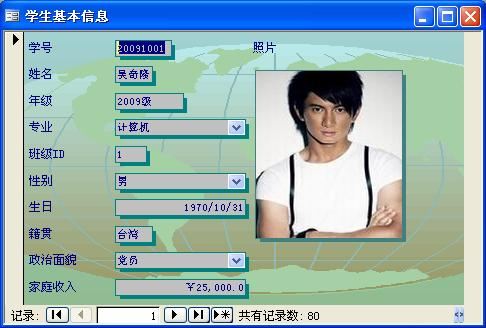 学生基本信息
学号 20091001 照片
姓名 吴奇隆
年级 2009级
专业 计算机
班级ID 1
性别 男
生日 1970/10/31
籍贯 台湾
政治面貌 党员
家庭收入 ￥25,000.0
记录: 1 共有记录数: 80